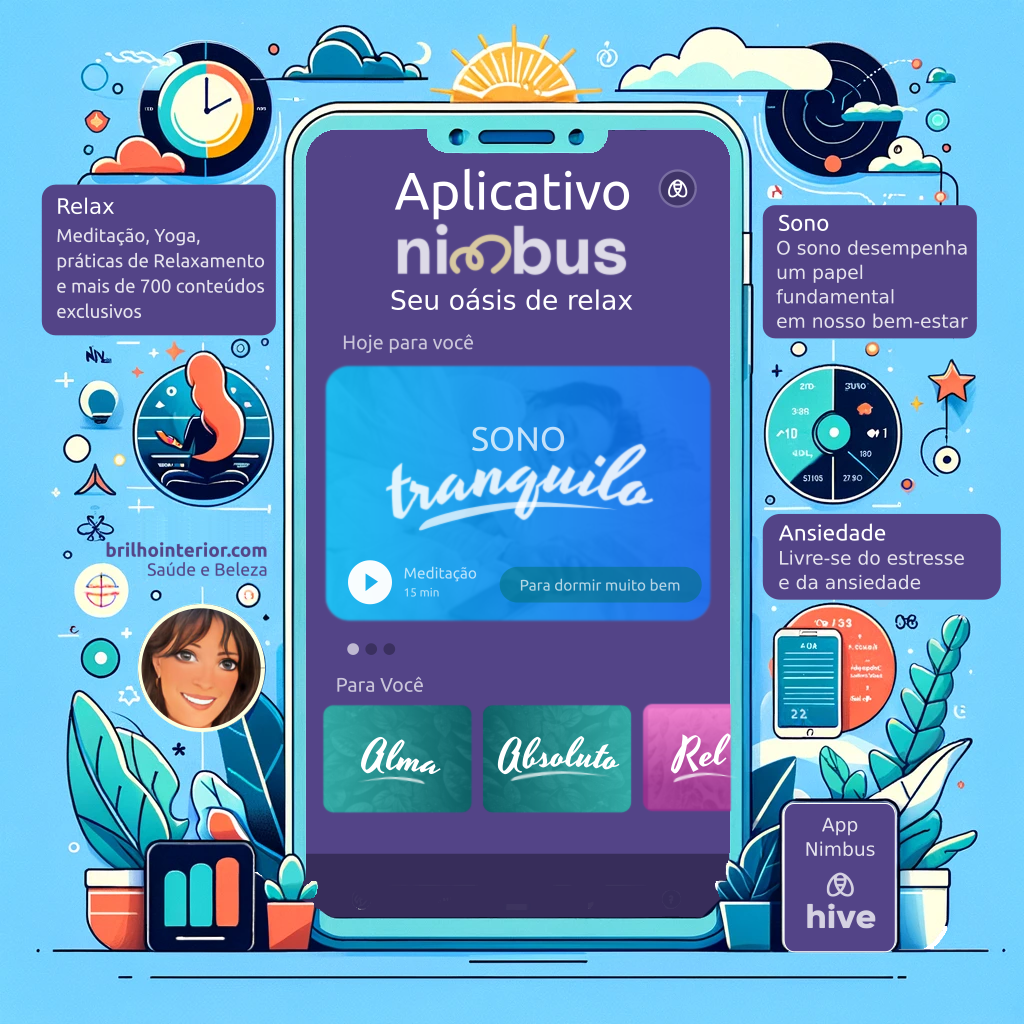 Aplicativo
nimbus
Seu oásis de relax
Hoje para você
SONO
tranquilo
Meditação
15 min
Para dormir muito bem
Para Você
Alma
Absoluto
Rel
Relax
Meditação, Yoga,
práticas de Relaxamento
e mais de 700 conteúdos
exclusivos
brilhointerior.com
Saúde e Beleza
Sono
O sono desempenha
um papel
fundamental
em nosso bem-estar
Ansiedade
Livre-se do estresse
e da ansiedade
22
App
Nimbus
hive